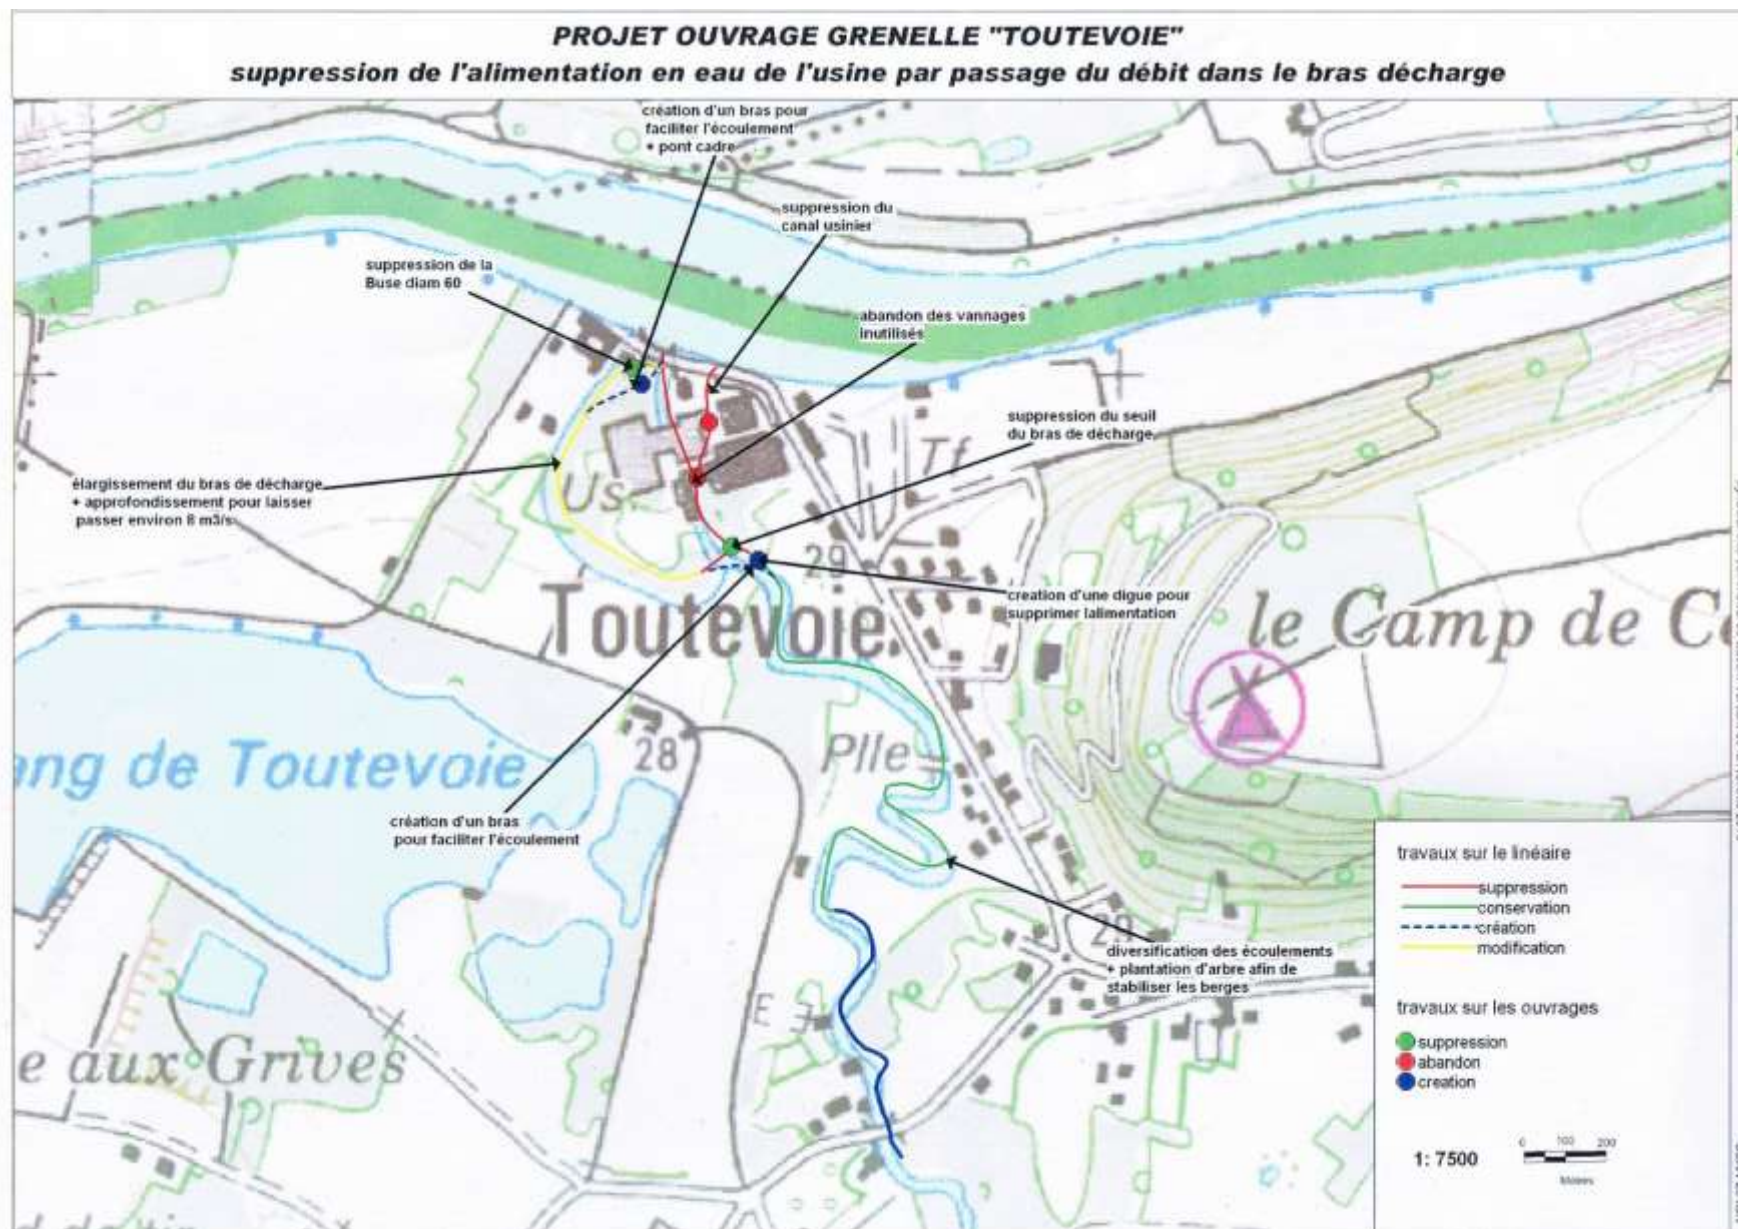 PROJET OUVRAGE GRENELLE "TOUTEVOIE"
suppression de l'alimentation en eau de l'usine par passage du débit dans le bras décharge
création d'un bras pour
faciliter l'écoulement
+ pont cadre
suppression du
canal usinier
suppression de la
Buse diam 60
abandon des vannages
inutilisés
suppression du seuil
du bras de décharge
Tf
élargissement du bras de décharge
+ approfondissement pour laisser
passer environ 8 m3/s
Us.
29
creation d'une digue pour
supprimer lalimentation
Toutevoie
le Camp de C
ang de Toutevoie
28
Plle
création d'un bras
pour faciliter l'écoulement
travaux sur le linéaire
suppression
conservation
création
modification
29
diversification des écoulements
+ plantation d'arbre afin de
stabiliser les berges
travaux sur les ouvrages
suppression
abandon
creation
E
e aux Grives
0 100 200
1: 7500